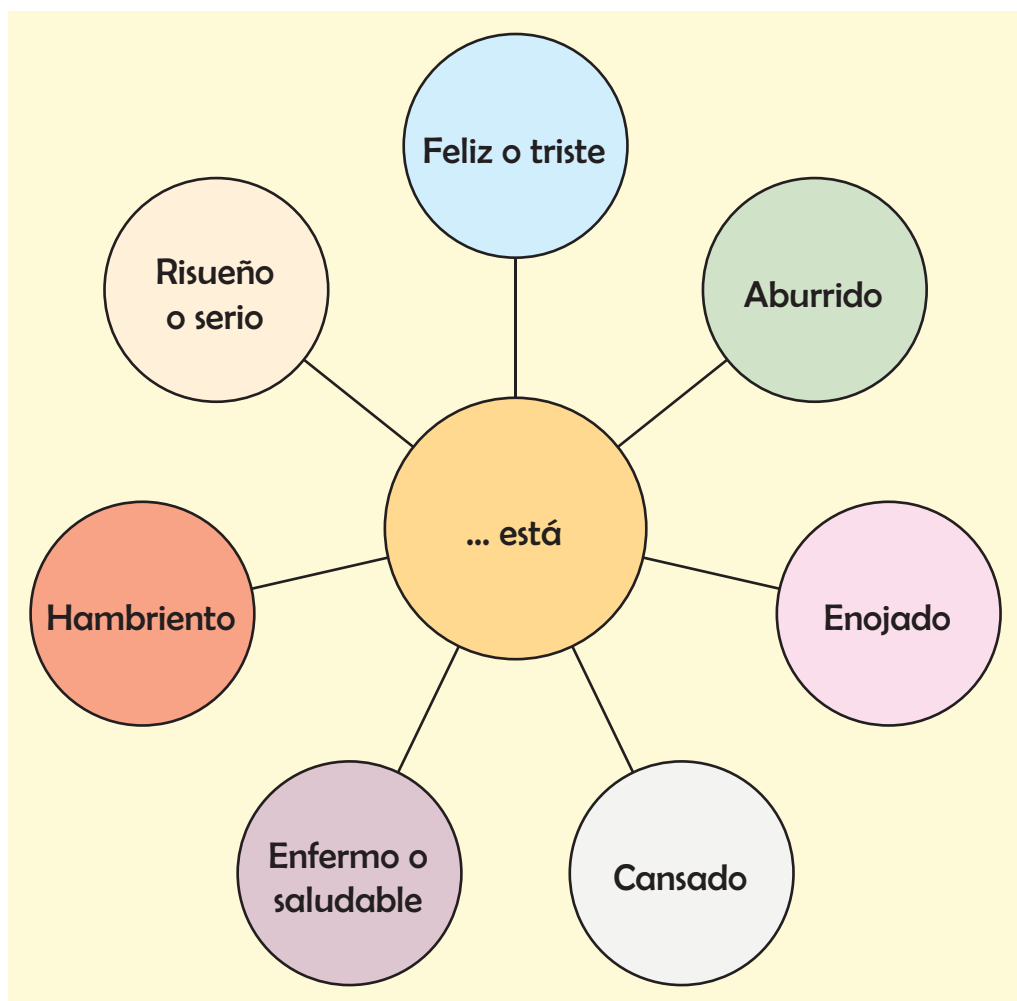 Feliz o triste
Risueño
o serio
Aburrido
... está
Hambriento
Enojado
Enfermo o
saludable
Cansado